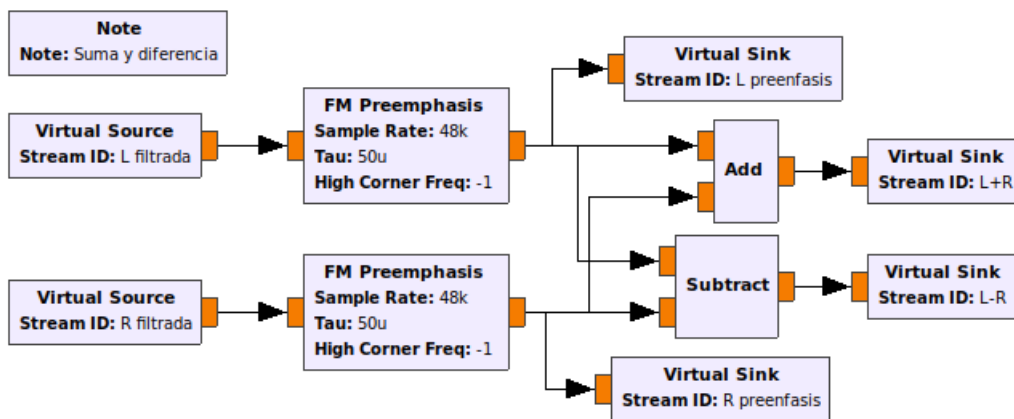 Note
Note: Suma y diferencia
Virtual Sink
Stream ID: L preenfasis
Virtual Source
Stream ID: L filtrada
FM Preemphasis
Sample Rate: 48k
Tau: 50u
High Corner Freq: -1
Add
Virtual Sink
Stream ID: L+R
Virtual Source
Stream ID: R filtrada
FM Preemphasis
Sample Rate: 48k
Tau: 50u
High Corner Freq: -1
Subtract
Virtual Sink
Stream ID: L-R
Virtual Sink
Stream ID: R preenfasis